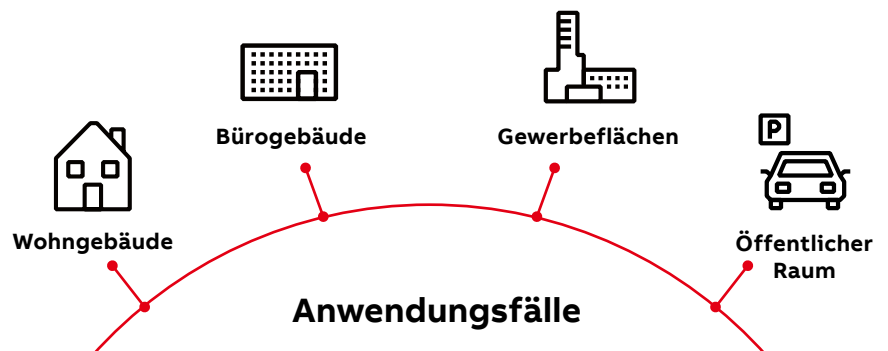 Wohngebäude
Bürogebäude
Gewerbeflächen
P
Öffentlicher
Raum
Anwendungsfälle